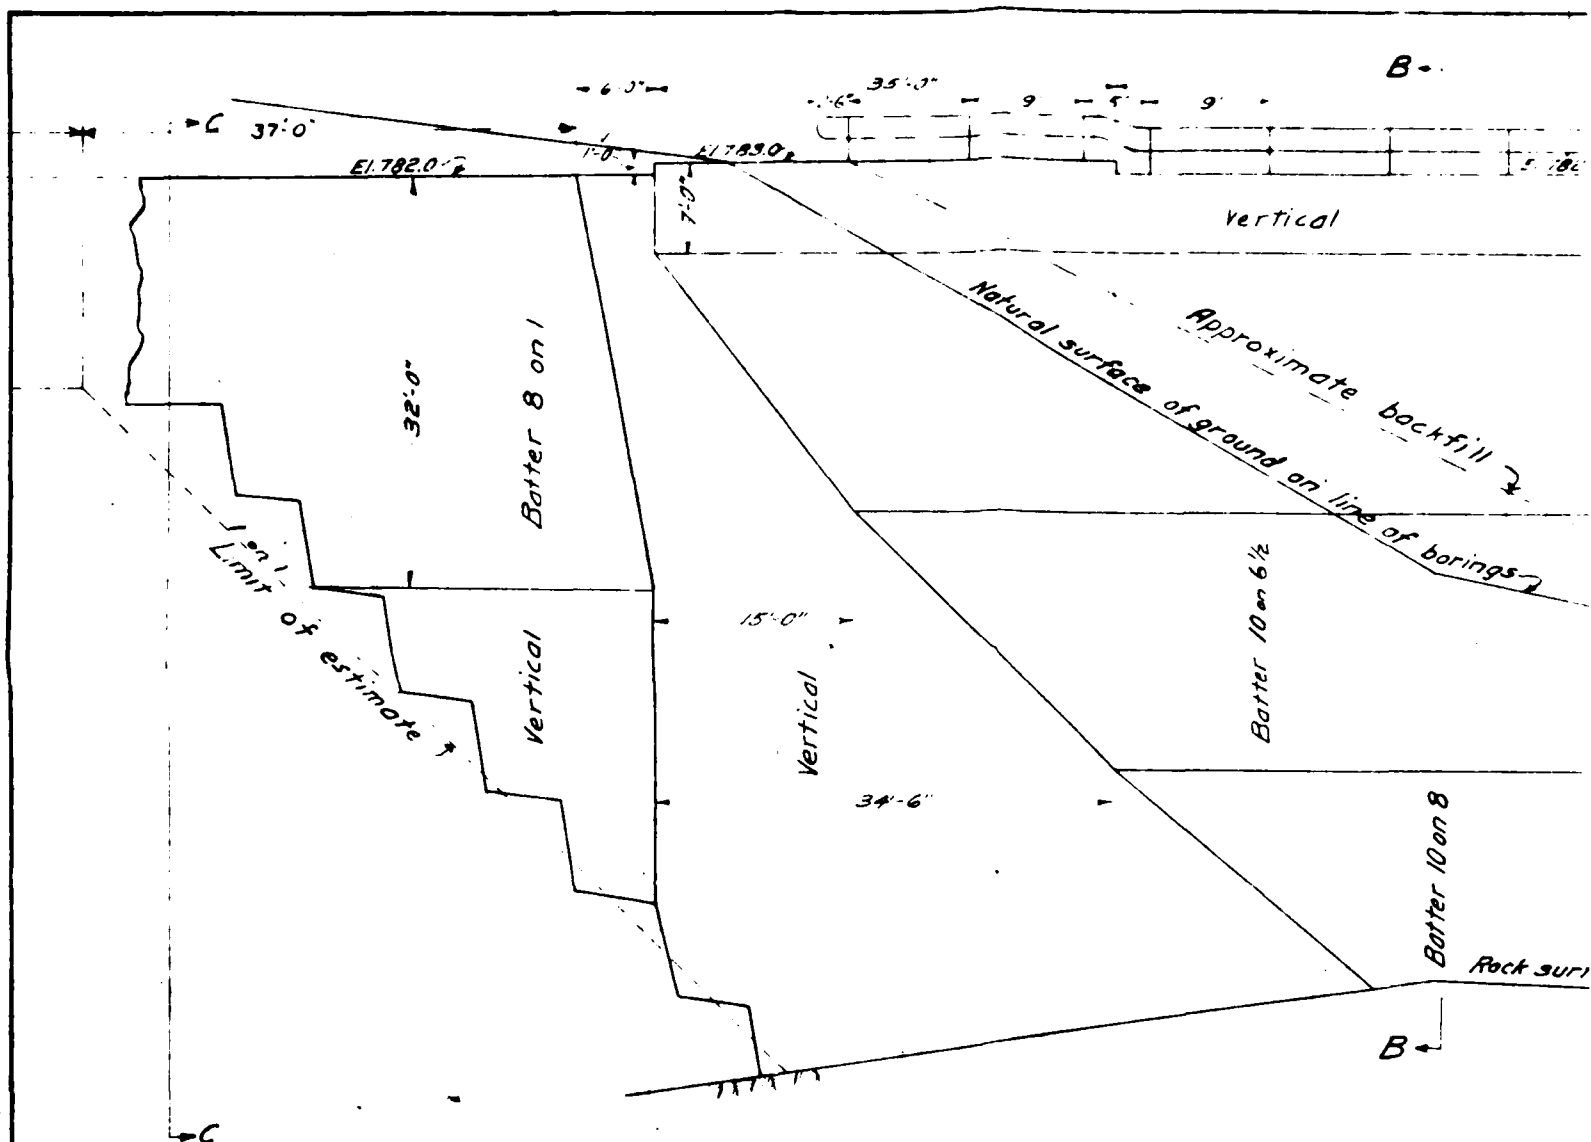 B
6'-0"
35'-0"
9'
5'
9'
C
37'-0"
1'-0"
El. 783.0
El. 782.0
7'-0"
Vertical
Natural surface of ground on line of borings
Approximate backfill
32'-0"
Batter 8 on 1
1 on 1
Limit of estimate
Vertical
15'-0"
Vertical
Batter 10 on 6½
34'-6"
Batter 10 on 8
Rock
B
C